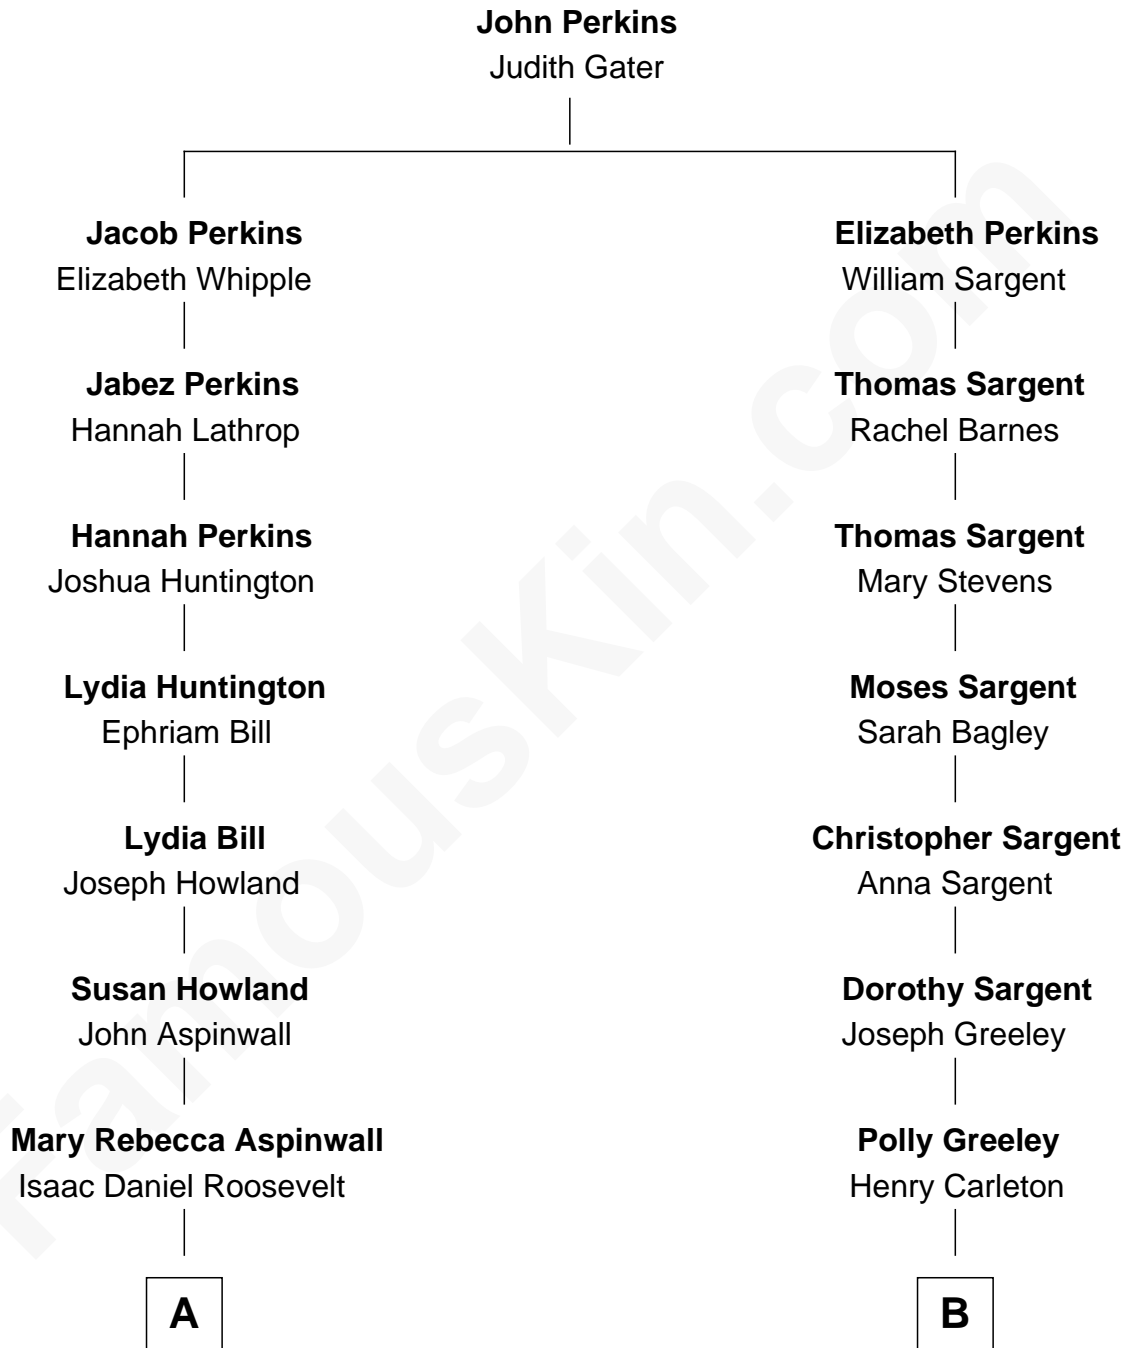 John Perkins
Judith Gater
Jacob Perkins
Elizabeth Whipple
Elizabeth Perkins
William Sargent
Jabez Perkins
Hannah Lathrop
Thomas Sargent
Rachel Barnes
Hannah Perkins
Joshua Huntington
Thomas Sargent
Mary Stevens
Lydia Huntington
Ephriam Bill
Moses Sargent
Sarah Bagley
Lydia Bill
Joseph Howland
Christopher Sargent
Anna Sargent
Susan Howland
John Aspinwall
Dorothy Sargent
Joseph Greeley
Mary Rebecca Aspinwall
Isaac Daniel Roosevelt
Polly Greeley
Henry Carleton
A
B
FamousKin.com